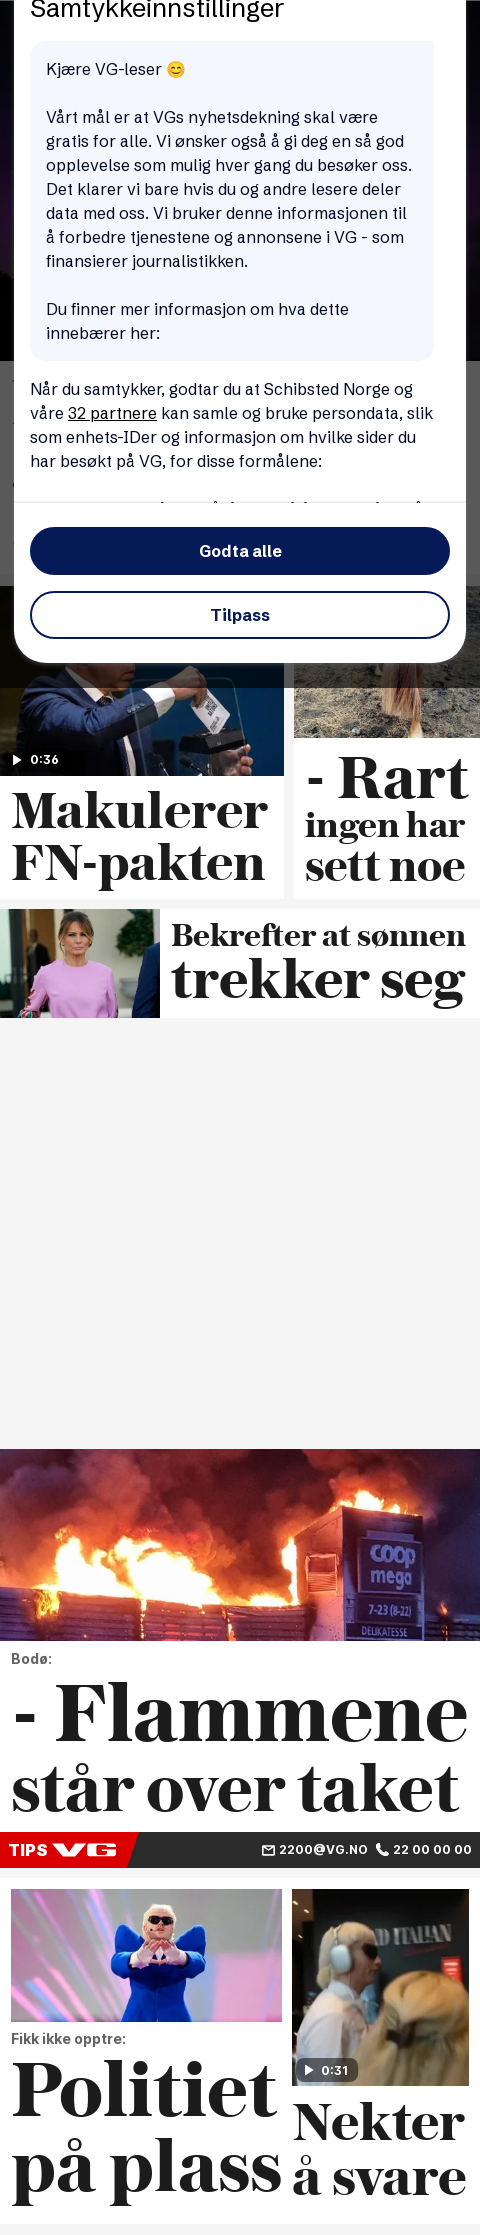 Samtykkeinnstillinger
Kjære VG-leser 😊
Vårt mål er at VGs nyhetsdekning skal være
gratis for alle. Vi ønsker også å gi deg en så god
opplevelse som mulig hver gang du besøker oss.
Det klarer vi bare hvis du og andre lesere deler
data med oss. Vi bruker denne informasjonen til
å forbedre tjenestene og annonsene i VG - som
finansierer journalistikken.
Du finner mer informasjon om hva dette
innebærer her:
Når du samtykker, godtar du at Schibsted Norge og
våre 32 partnere kan samle og bruke persondata, slik
som enhets-IDer og informasjon om hvilke sider du
har besøkt på VG, for disse formålene:
Godta alle
Tilpass
0:36
Makulerer
FN-pakten
- Rart
ingen har
sett noe
Bekrefter at sønnen
trekker seg
coop
mega
7-23 (8-22)
DELIKATESSE
Bodø:
- Flammene
står over taket
TIPS VG 2200@VG.NO 22 00 00 00
Fikk ikke opptre:
Politiet
på plass
ITALIAN
0:31
Nekter
å svare